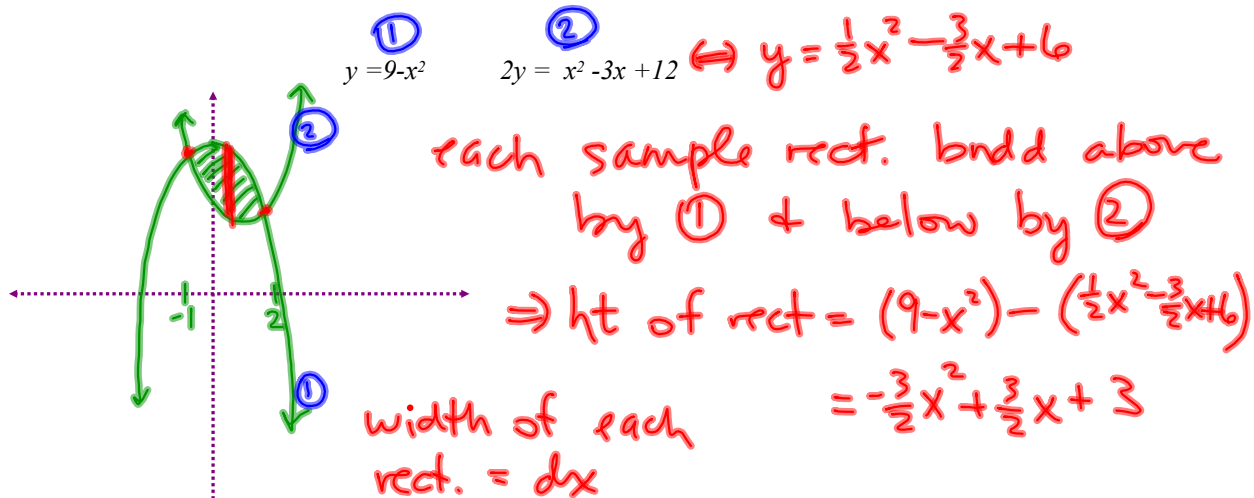 ① ②
y =9-x² 2y = x² -3x +12 ⟺ y = ½x² - 3/2x + 6
②
each sample rect. bndd above
by ① + below by ②
-1 2
⇒ ht of rect = (9-x²) - (½x² - 3/2x+6)
①
= -3/2x² + 3/2x + 3
width of each
rect. = dx